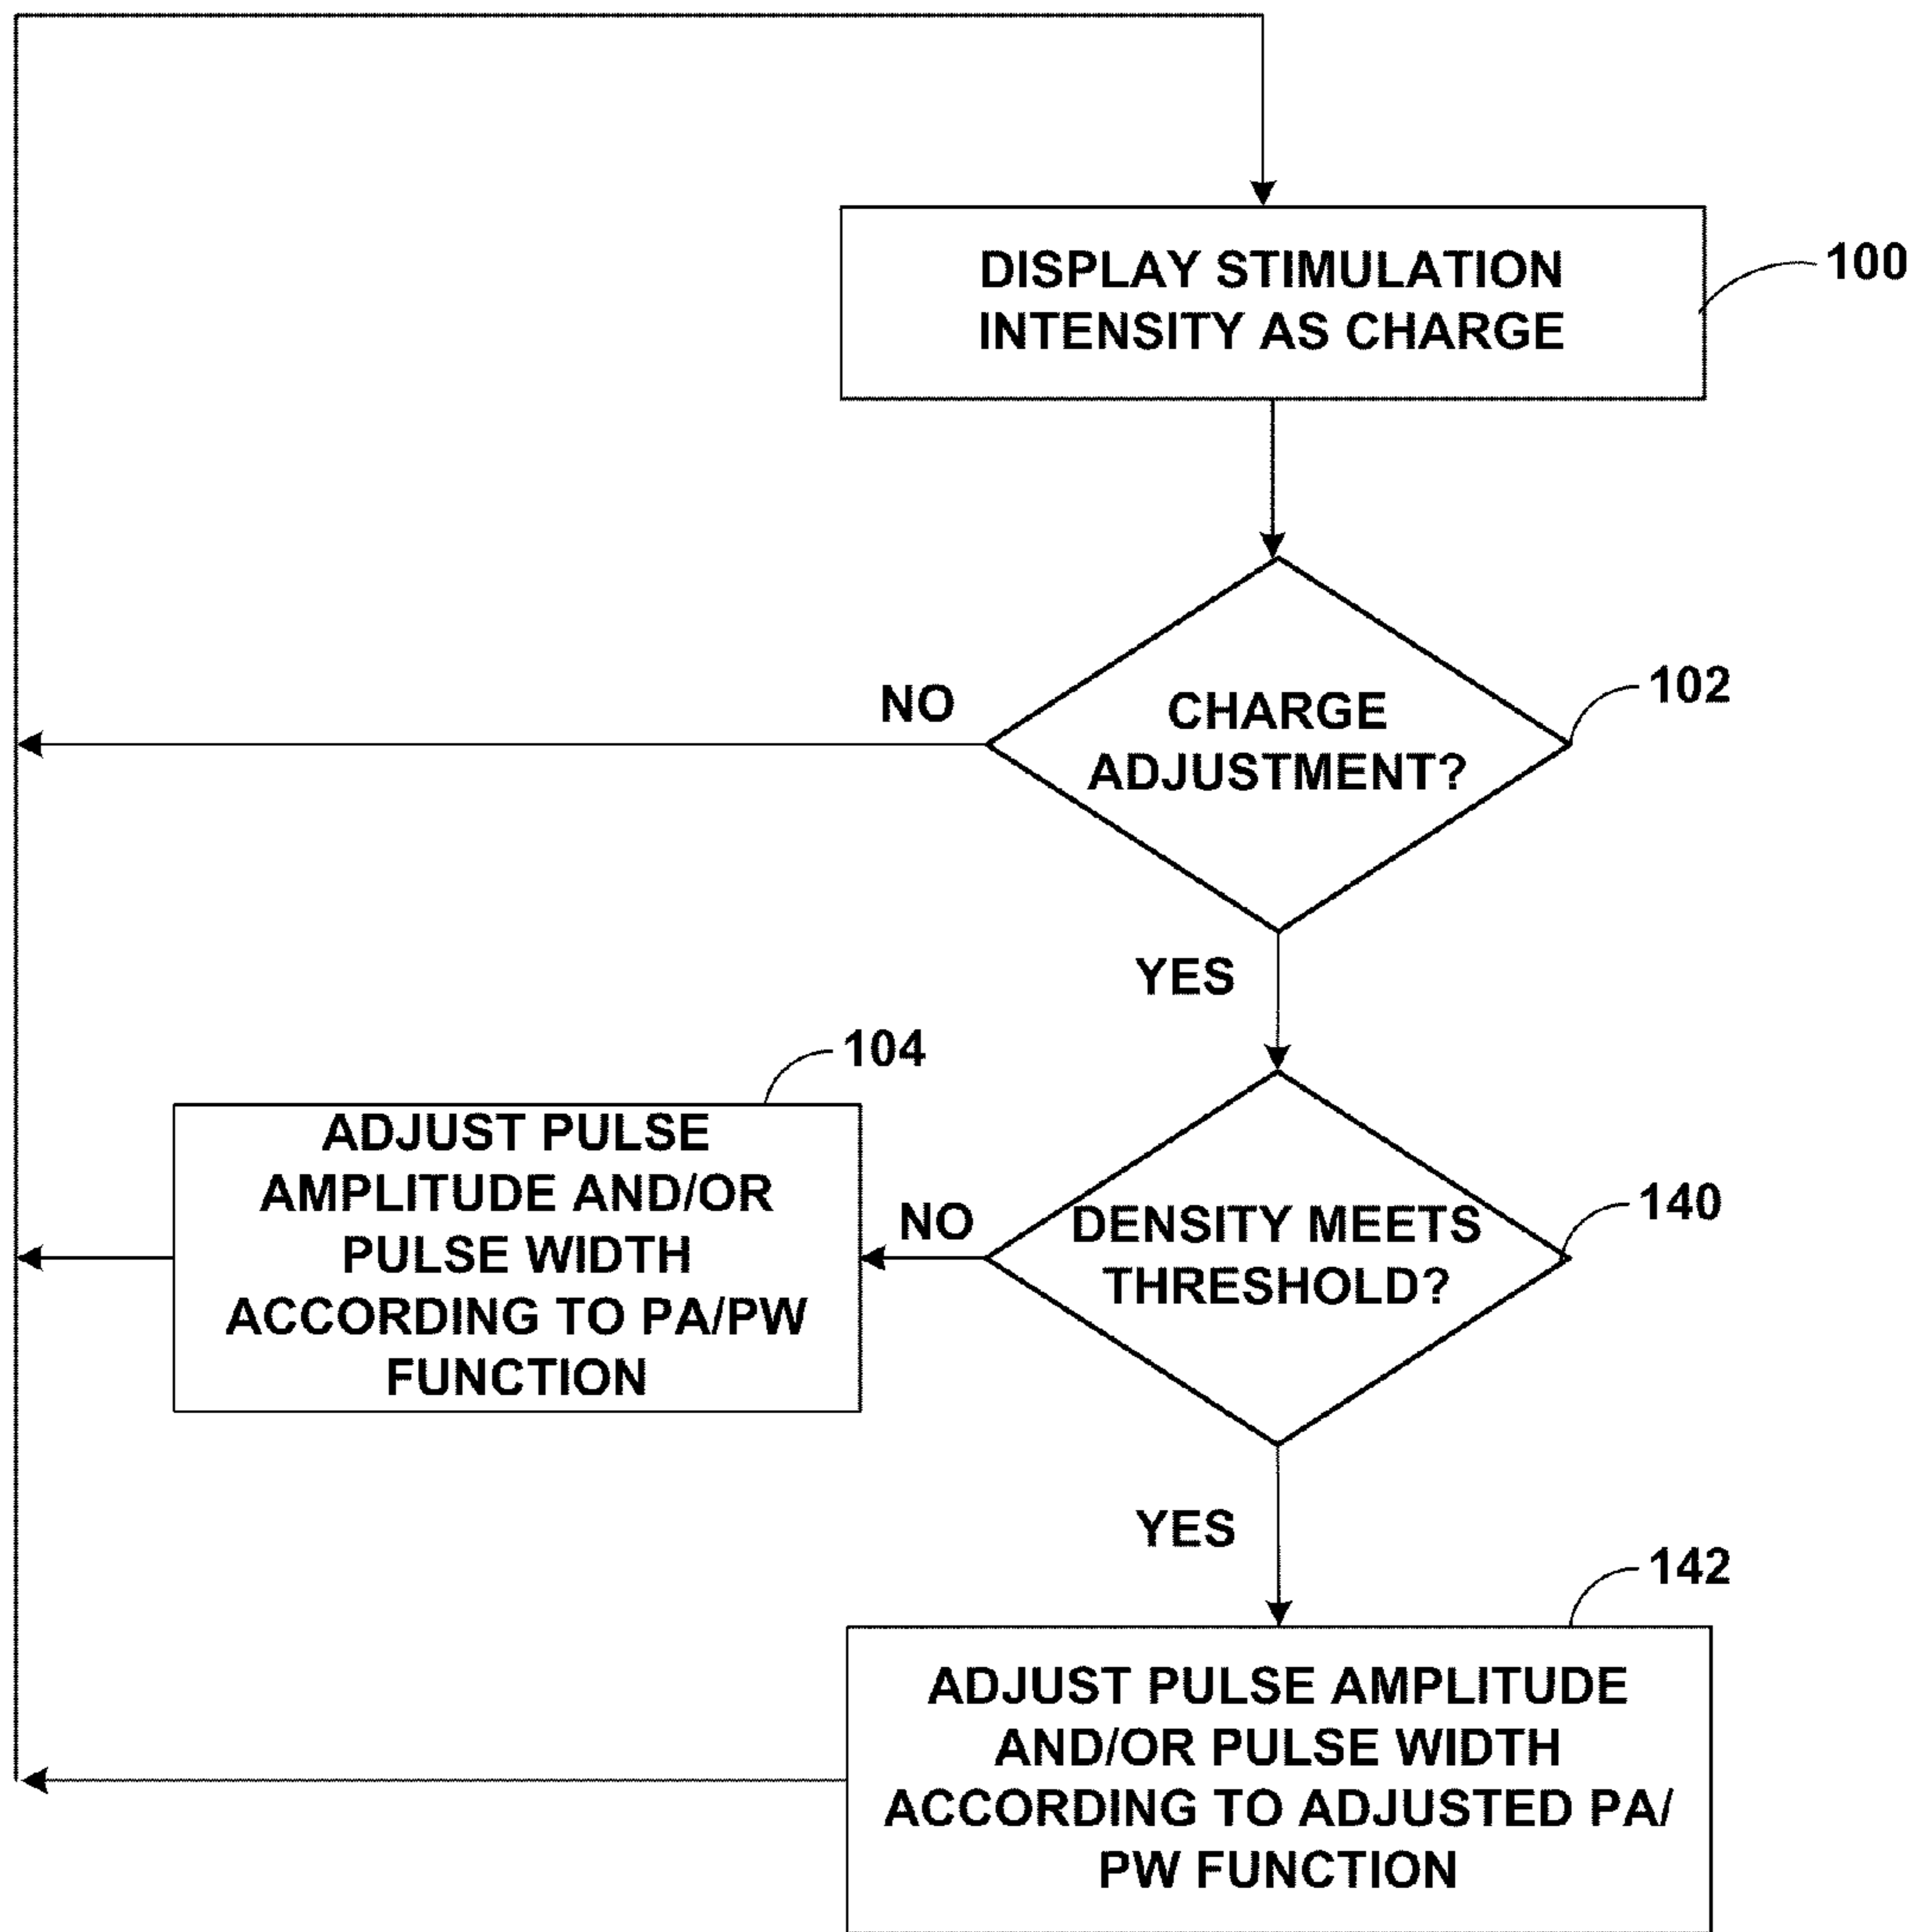 DISPLAY STIMULATION
INTENSITY AS CHARGE
100
NO
CHARGE
ADJUSTMENT?
102
YES
104
ADJUST PULSE
AMPLITUDE AND/OR
PULSE WIDTH
ACCORDING TO PA/PW
FUNCTION
NO
DENSITY MEETS
THRESHOLD?
140
YES
142
ADJUST PULSE AMPLITUDE
AND/OR PULSE WIDTH
ACCORDING TO ADJUSTED PA/
PW FUNCTION